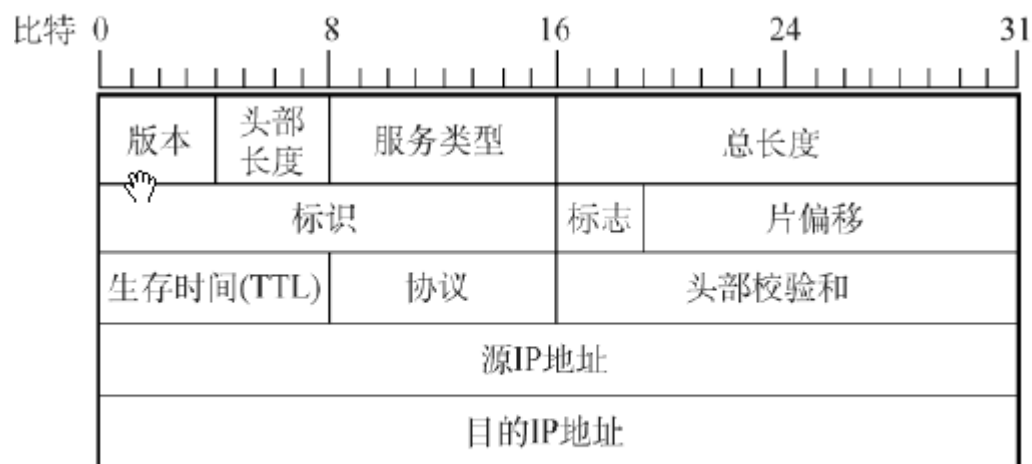 比特 0 8 16 24 31
版本 头部长度 服务类型 总长度
标识 标志 片偏移
生存时间(TTL) 协议 头部校验和
源IP地址
目的IP地址